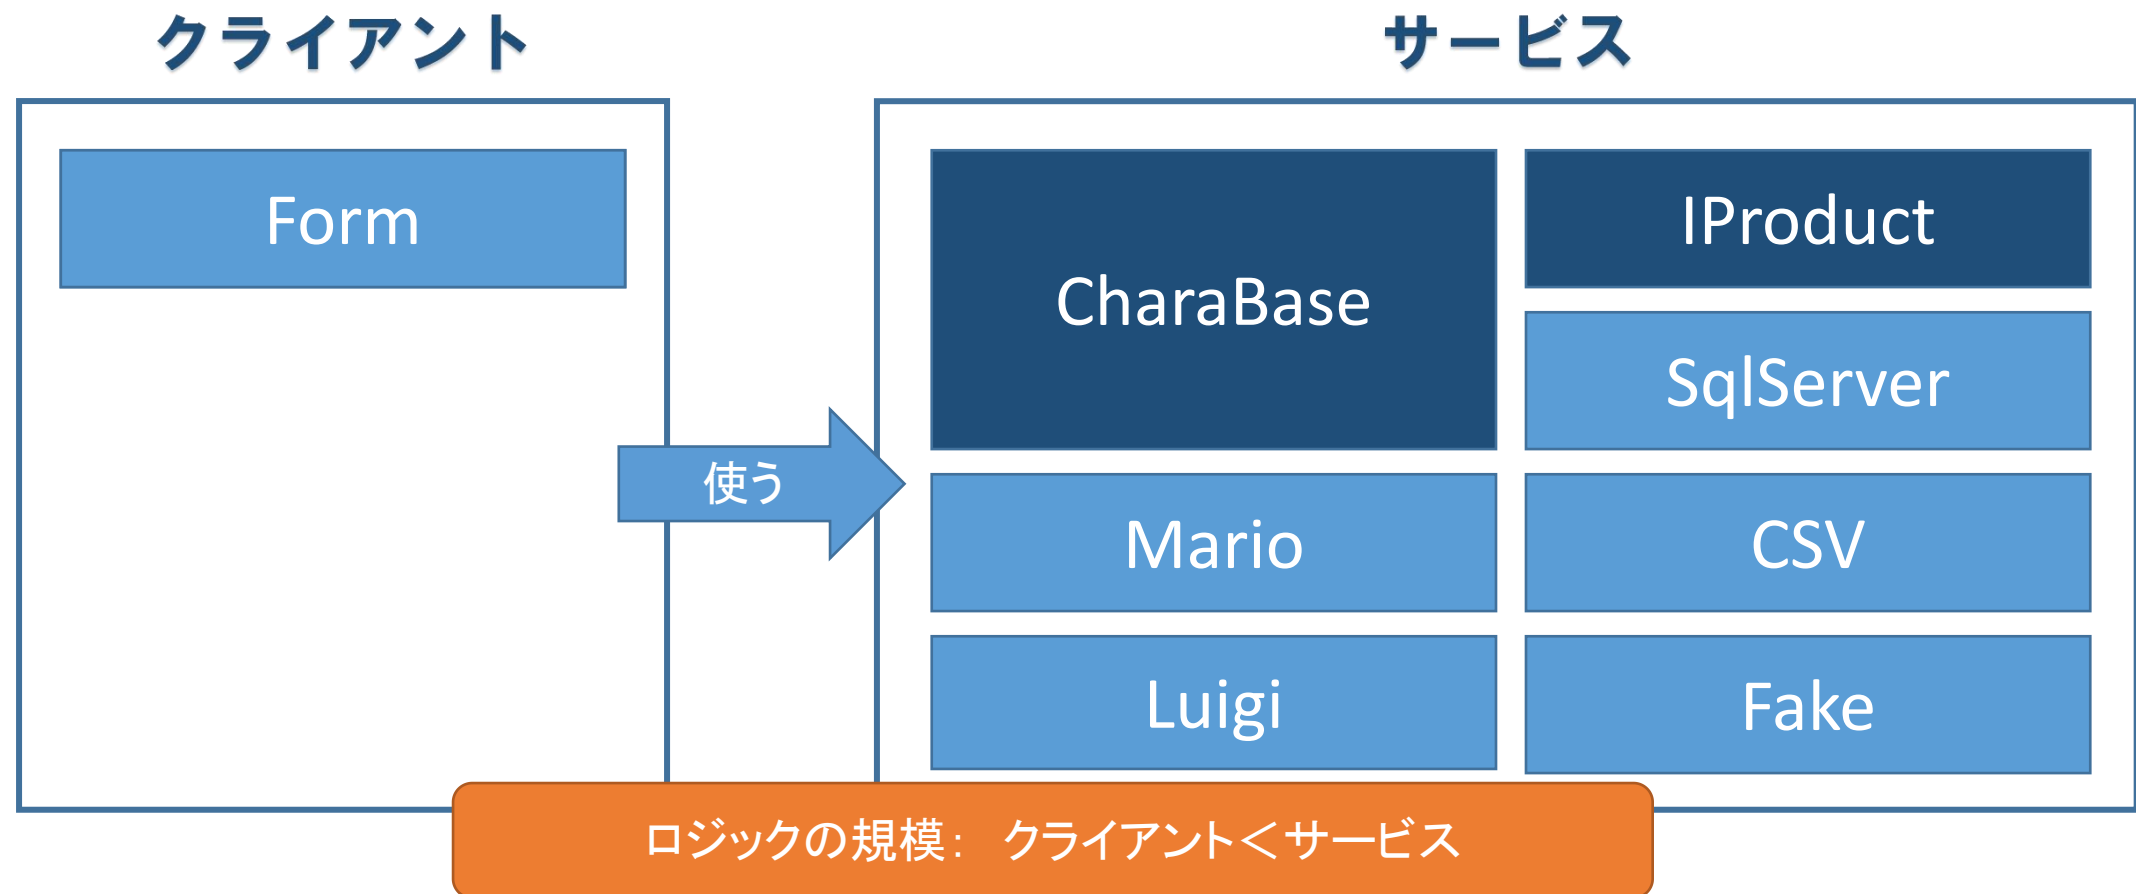 クライアント
サービス
Form
使う
CharaBase
Mario
Luigi
IProduct
SqlServer
CSV
Fake
ロジックの規模： クライアント＜サービス